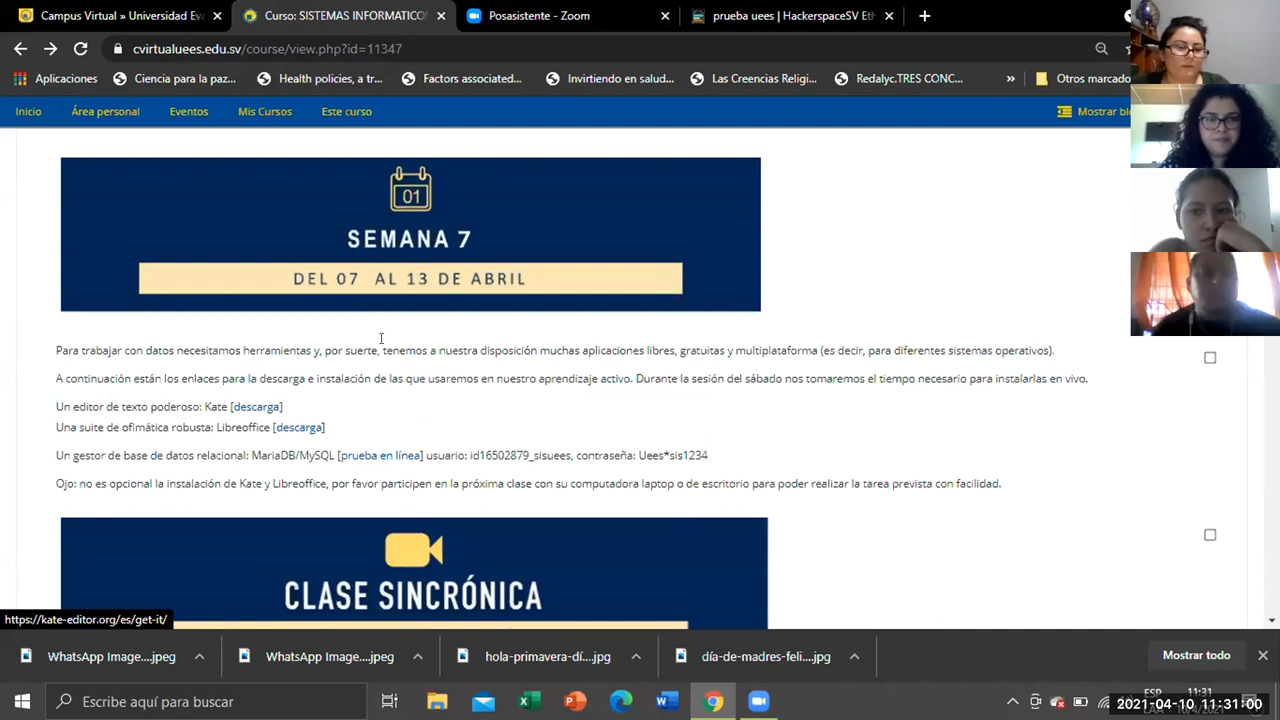 Campus Virtual » Universidad Eva
Curso: SISTEMAS INFORMATICO
Posasistente - Zoom
prueba uees | HackerspaceSV Eth
cvirtualuees.edu.sv/course/view.php?id=11347
Aplicaciones
Ciencia para la paz...
Health policies, a tr...
Factors associated...
Invirtiendo en salud...
Las Creencias Religi...
Redalyc.TRES CONC...
»
Otros marcado
Inicio
Área personal
Eventos
Mis Cursos
Este curso
Mostrar blo
01
SEMANA 7
DEL 07 AL 13 DE ABRIL
Para trabajar con datos necesitamos herramientas y, por suerte, tenemos a nuestra disposición muchas aplicaciones libres, gratuitas y multiplataforma (es decir, para diferentes sistemas operativos).
A continuación están los enlaces para la descarga e instalación de las que usaremos en nuestro aprendizaje activo. Durante la sesión del sábado nos tomaremos el tiempo necesario para instalarlas en vivo.
Un editor de texto poderoso: Kate [descarga]
Una suite de ofimática robusta: Libreoffice [descarga]
Un gestor de base de datos relacional: MariaDB/MySQL [prueba en línea] usuario: id16502879_sisuees, contraseña: Uees*sis1234
Ojo: no es opcional la instalación de Kate y Libreoffice, por favor participen en la próxima clase con su computadora laptop o de escritorio para poder realizar la tarea prevista con facilidad.
CLASE SINCRÓNICA
https://kate-editor.org/es/get-it/
WhatsApp Image....jpeg
WhatsApp Image....jpeg
hola-primavera-dí....jpg
día-de-madres-feli....jpg
Mostrar todo
Escribe aquí para buscar
ESP
11:31
2021-04-10 11:31:00